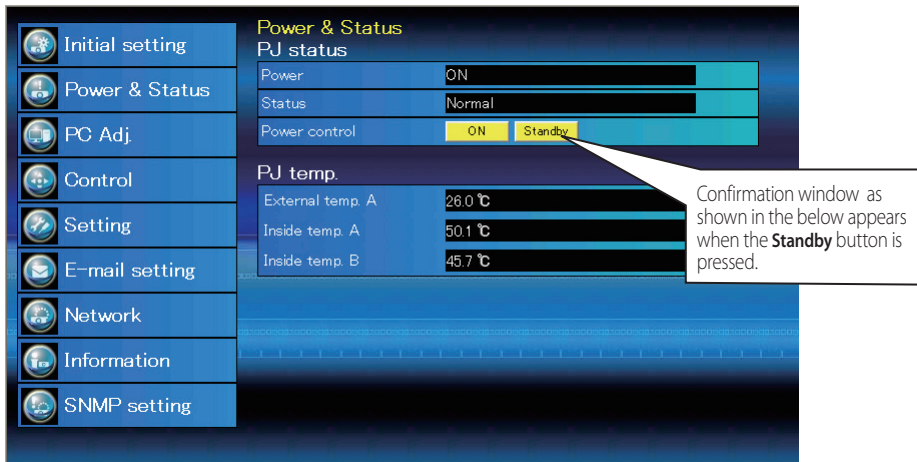 Initial setting
Power & Status
PC Adj.
Control
Setting
E-mail setting
Network
Information
SNMP setting
Power & Status
PJ status
Power ON
Status Normal
Power control ON Standby
PJ temp.
External temp. A 26.0 ℃
Inside temp. A 50.1 ℃
Inside temp. B 45.7 ℃
Confirmation window as
shown in the below appears
when the Standby button is
pressed.